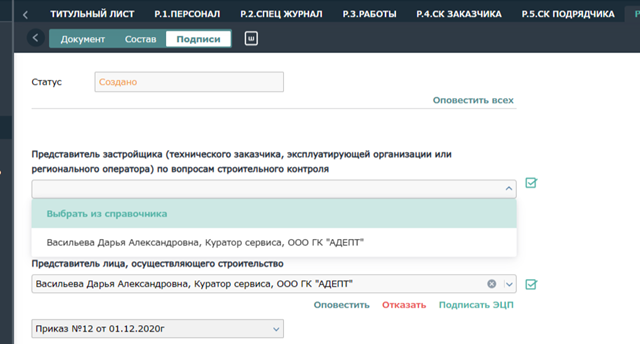 ТИТУЛЬНЫЙ ЛИСТ Р.1.ПЕРСОНАЛ Р.2.СПЕЦ ЖУРНАЛ Р.3.РАБОТЫ Р.4.СК ЗАКАЗЧИКА Р.5.СК ПОДРЯДЧИКА Р
Документ Состав Подписи Ш
Статус Создано
Оповестить всех
Представитель застройщика (технического заказчика, эксплуатирующей организации или
регионального оператора) по вопросам строительного контроля
Выбрать из справочника
Васильева Дарья Александровна, Куратор сервиса, ООО ГК "АДЕПТ"
Представитель лица, осуществляющего строительство
Васильева Дарья Александровна, Куратор сервиса, ООО ГК "АДЕПТ"
Оповестить Отказать Подписать ЭЦП
Приказ №12 от 01.12.2020г